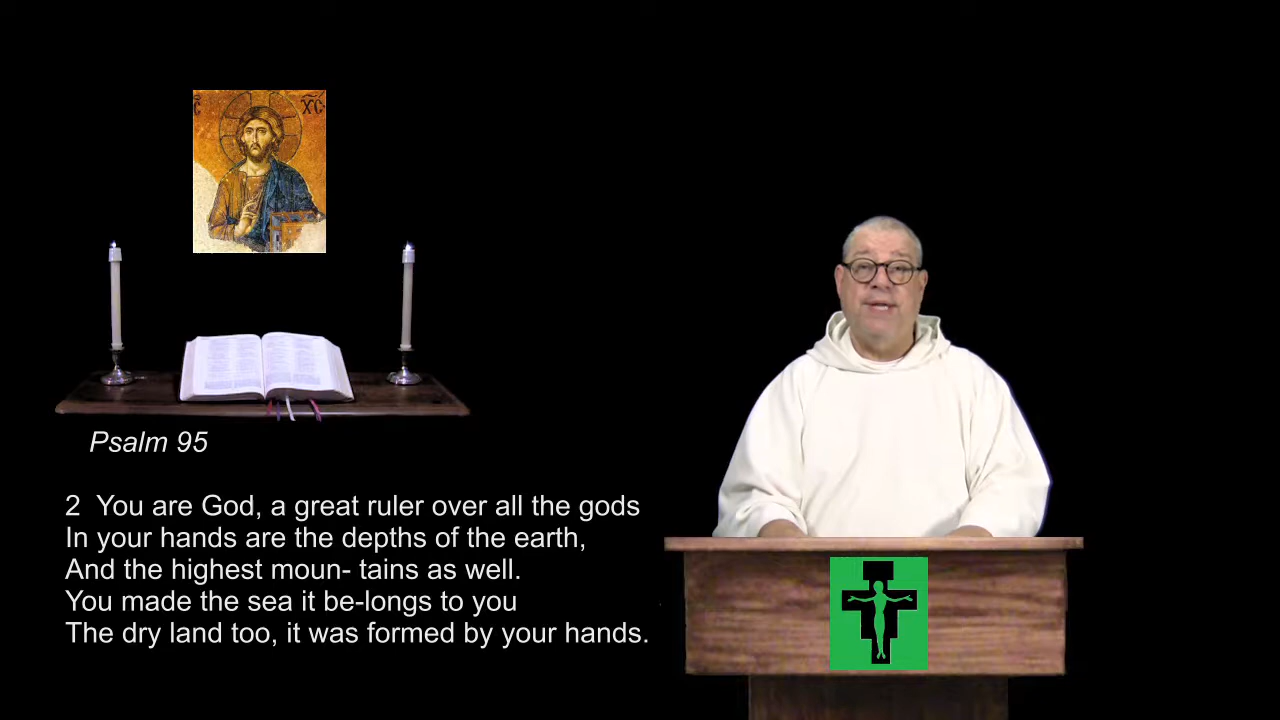 XC
Psalm 95
2 You are God, a great ruler over all the gods
In your hands are the depths of the earth,
And the highest moun- tains as well.
You made the sea it be-longs to you
The dry land too, it was formed by your hands.